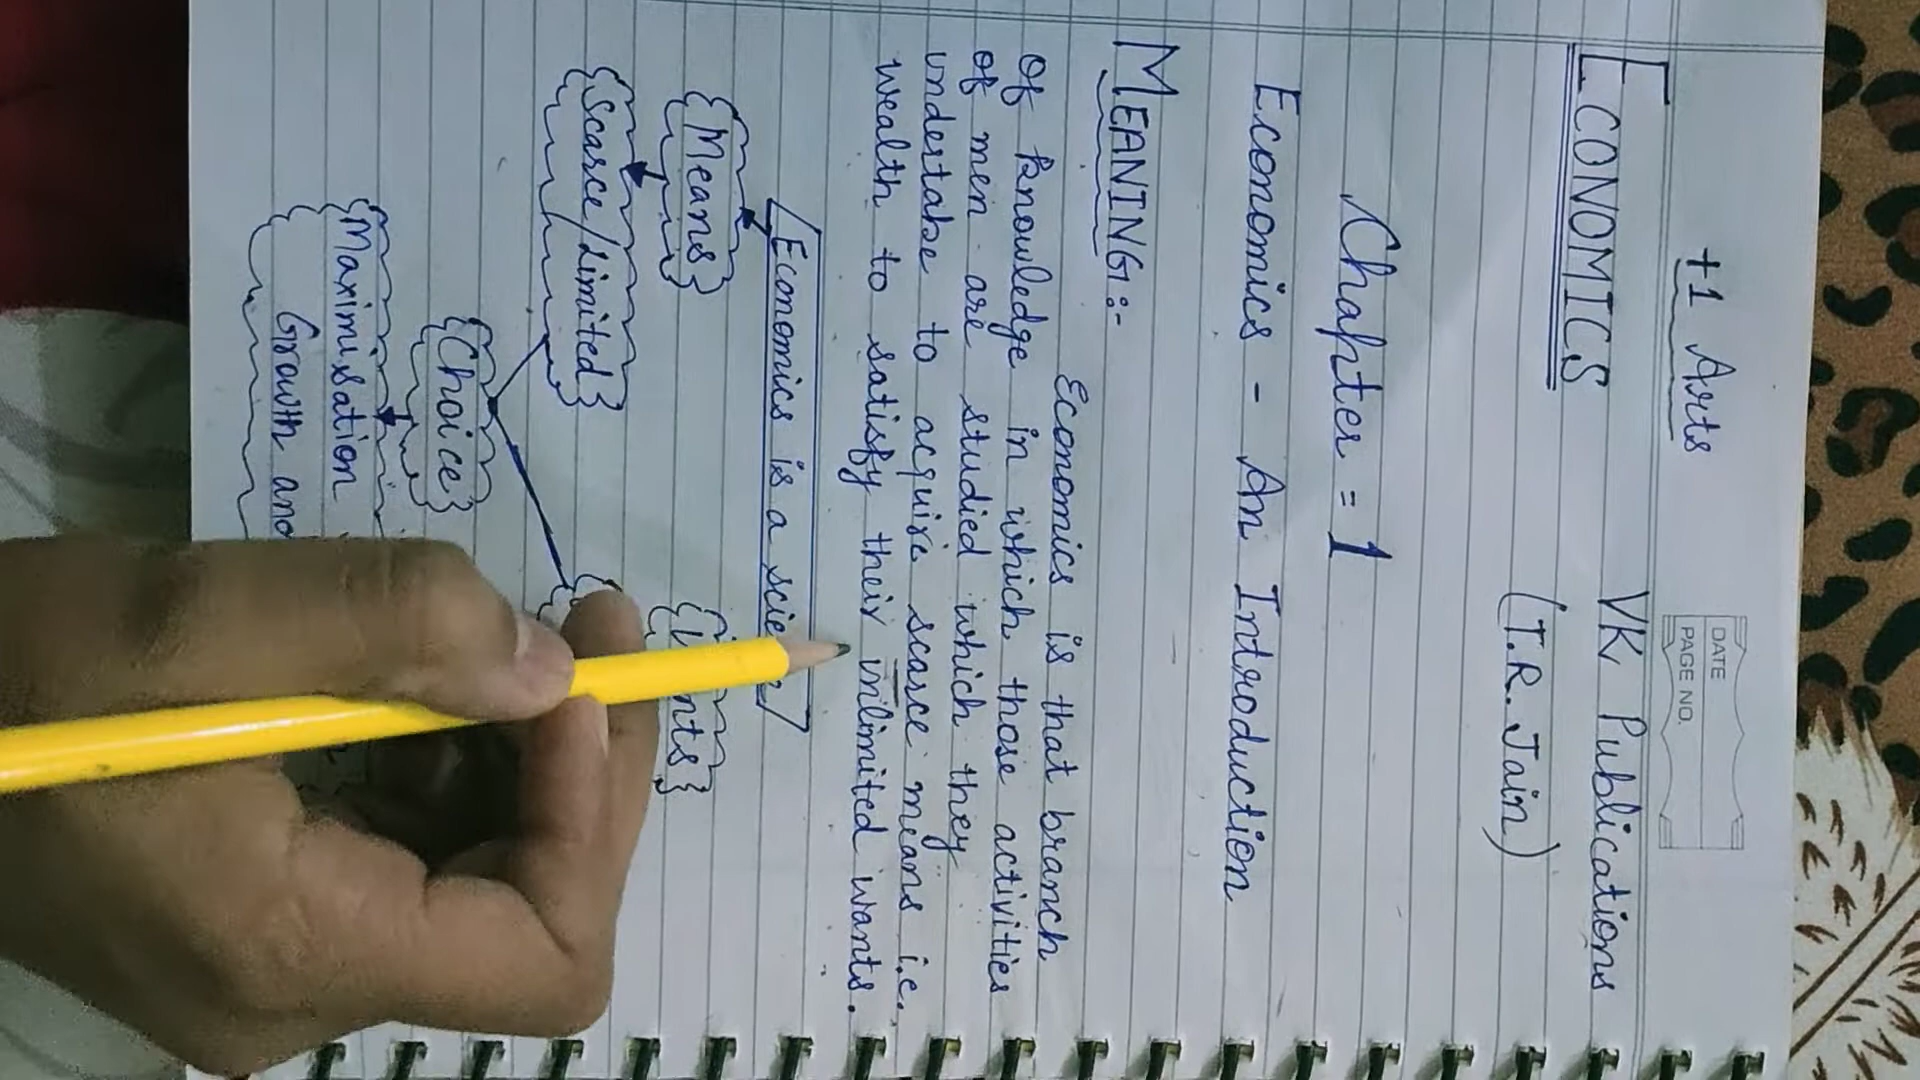 +1 Arts
DATE
PAGE NO.
ECONOMICS
VK Publications
(T.R. Jain)
Chapter = 1
Economics - An Introduction
MEANING:-
Economics is that branch
of knowledge in which those activities
of men are studied which they
undertake to acquire scarce means i.e.
wealth to satisfy their unlimited wants.
Economics is a
{Means}
{Scarce/Limited}
{Choice}
{Maximisation
Growth and